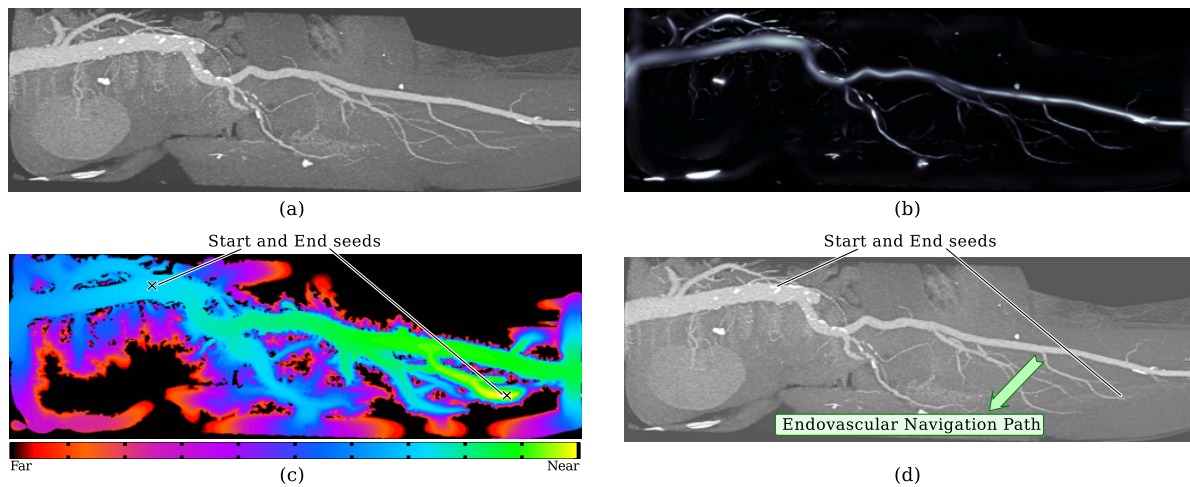 (a)
(b)
Start and End seeds
Start and End seeds
Endovascular Navigation Path
Far
Near
(c)
(d)